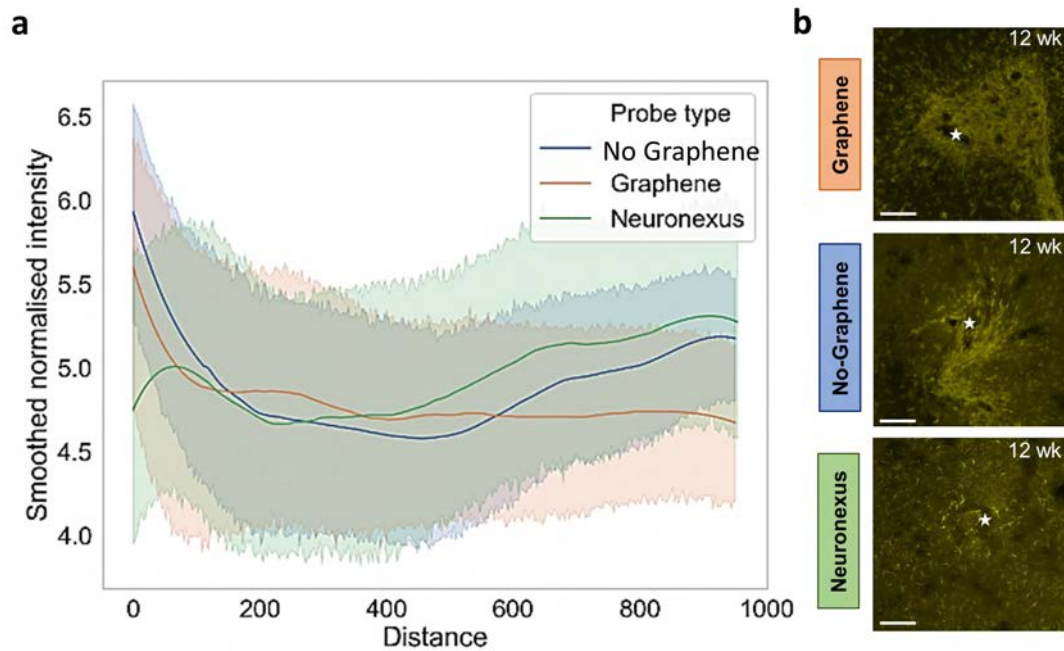 a
Smoothed normalised intensity
6.5
6.0
5.5
5.0
4.5
4.0
0
200
400
600
800
1000
Distance
Probe type
No Graphene
Graphene
Neuronexus
b
Graphene
12 wk
No-Graphene
12 wk
Neuronexus
12 wk